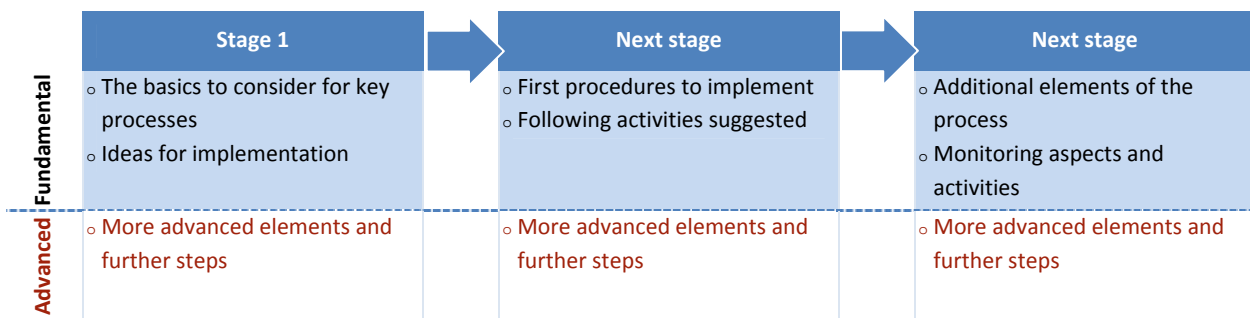 Stage 1
Next stage
Next stage
Fundamental
○ The basics to consider for key
processes
○ Ideas for implementation
○ First procedures to implement
○ Following activities suggested
○ Additional elements of the
process
○ Monitoring aspects and
activities
Advanced
○ More advanced elements and
further steps
○ More advanced elements and
further steps
○ More advanced elements and
further steps